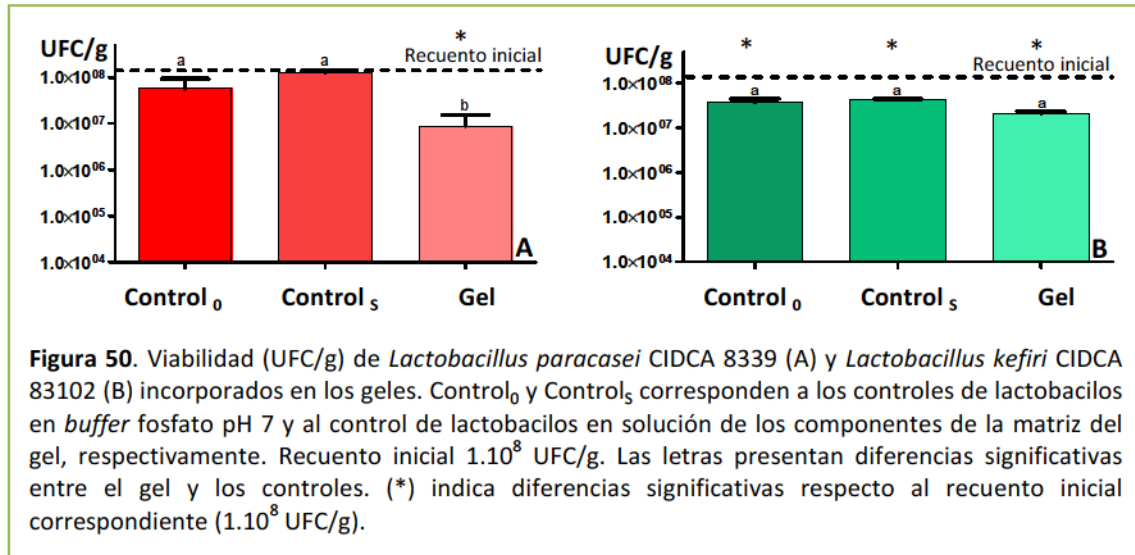 UFC/g
*
Recuento inicial
a
a
b
1.0×10⁰⁸
1.0×10⁰⁷
1.0×10⁰⁶
1.0×10⁰⁵
1.0×10⁰⁴
A
Control ₀ Control ₛ Gel
UFC/g
* * *
Recuento inicial
a
a
a
1.0×10⁰⁸
1.0×10⁰⁷
1.0×10⁰⁶
1.0×10⁰⁵
1.0×10⁰⁴
B
Control ₀ Control ₛ Gel
Figura 50. Viabilidad (UFC/g) de Lactobacillus paracasei CIDCA 8339 (A) y Lactobacillus kefiri CIDCA
83102 (B) incorporados en los geles. Control₀ y Controlₛ corresponden a los controles de lactobacilos
en buffer fosfato pH 7 y al control de lactobacilos en solución de los componentes de la matriz del
gel, respectivamente. Recuento inicial 1.10⁸ UFC/g. Las letras presentan diferencias significativas
entre el gel y los controles. (*) indica diferencias significativas respecto al recuento inicial
correspondiente (1.10⁸ UFC/g).